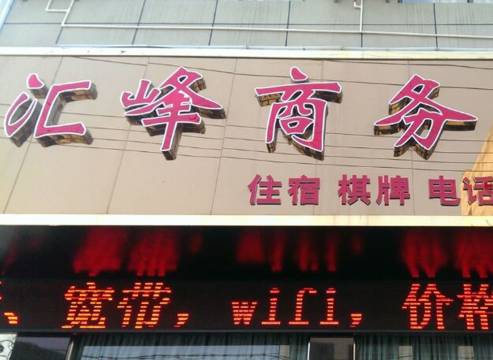 汇峰商务
住宿 棋牌 电话
、宽带，wifi，价格